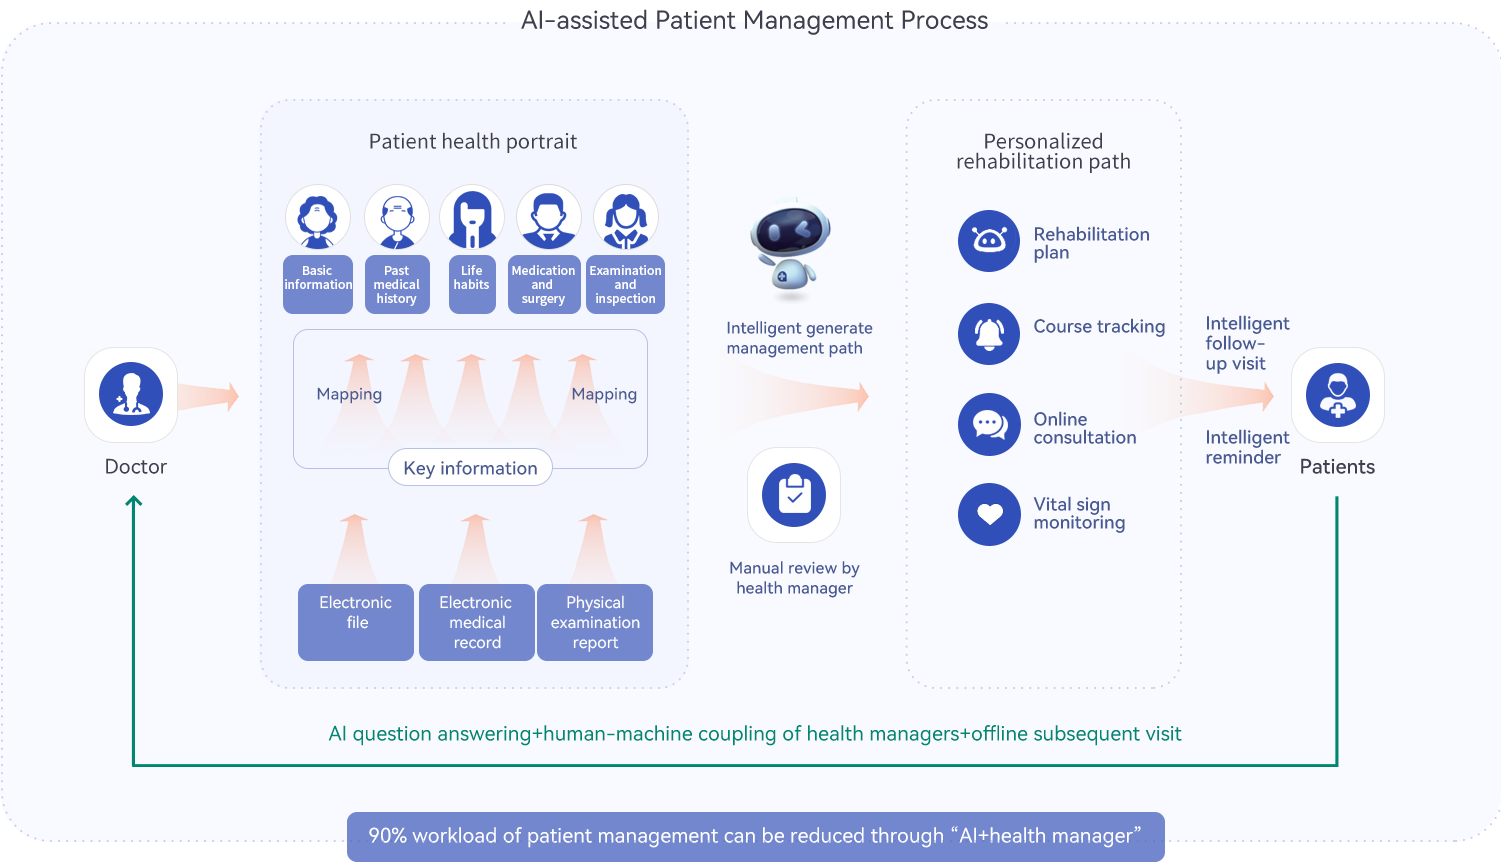 AI-assisted Patient Management Process
Patient health portrait
Basic
information
Past
medical
history
Life
habits
Medication
and
surgery
Examination
and
inspection
Mapping
Mapping
Key information
Electronic
file
Electronic
medical
record
Physical
examination
report
Doctor
Intelligent generate
management path
Manual review by
health manager
Personalized
rehabilitation path
Rehabilitation
plan
Course tracking
Online
consultation
Vital sign
monitoring
Intelligent
follow-
up visit
Intelligent
reminder
Patients
AI question answering+human-machine coupling of health managers+offline subsequent visit
90% workload of patient management can be reduced through “AI+health manager”